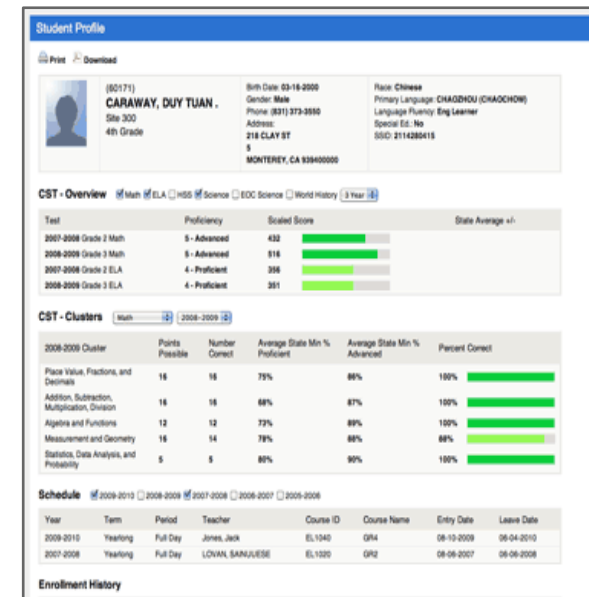 Student Profile
Print Download
(60171)
CARAWAY, DUY TUAN .
Site 300
4th Grade
Birth Date: 03-16-2000
Gender: Male
Phone: (831) 373-3550
Address:
218 CLAY ST
5
MONTEREY, CA 939400000
Race: Chinese
Primary Language: CHAOZHOU (CHAOCHOW)
Language Fluency: Eng Learner
Special Ed.: No
SSID: 2114280415
CST - Overview Math ELA HSS Science EOC Science World History 3 Year
Test Proficiency Scaled Score State Average +/-
2007-2008 Grade 2 Math 5 - Advanced 432
2008-2009 Grade 3 Math 5 - Advanced 516
2007-2008 Grade 2 ELA 4 - Proficient 356
2008-2009 Grade 3 ELA 4 - Proficient 351
CST - Clusters Math 2008-2009
2008-2009 Cluster Points Possible Number Correct Average State Min % Proficient Average State Min % Advanced Percent Correct
Place Value, Fractions, and Decimals 16 16 75% 86% 100%
Addition, Subtraction, Multiplication, Division 16 16 68% 87% 100%
Algebra and Functions 12 12 73% 89% 100%
Measurement and Geometry 16 14 78% 88% 88%
Statistics, Data Analysis, and Probability 5 5 80% 90% 100%
Schedule 2009-2010 2008-2009 2007-2008 2006-2007 2005-2006
Year Term Period Teacher Course ID Course Name Entry Date Leave Date
2009-2010 Yearlong Full Day Jones, Jack EL1040 GR4 08-10-2009 06-04-2010
2007-2008 Yearlong Full Day LOVAN, EL1020 GR2 08-06-2007 06-06-2008
Enrollment History